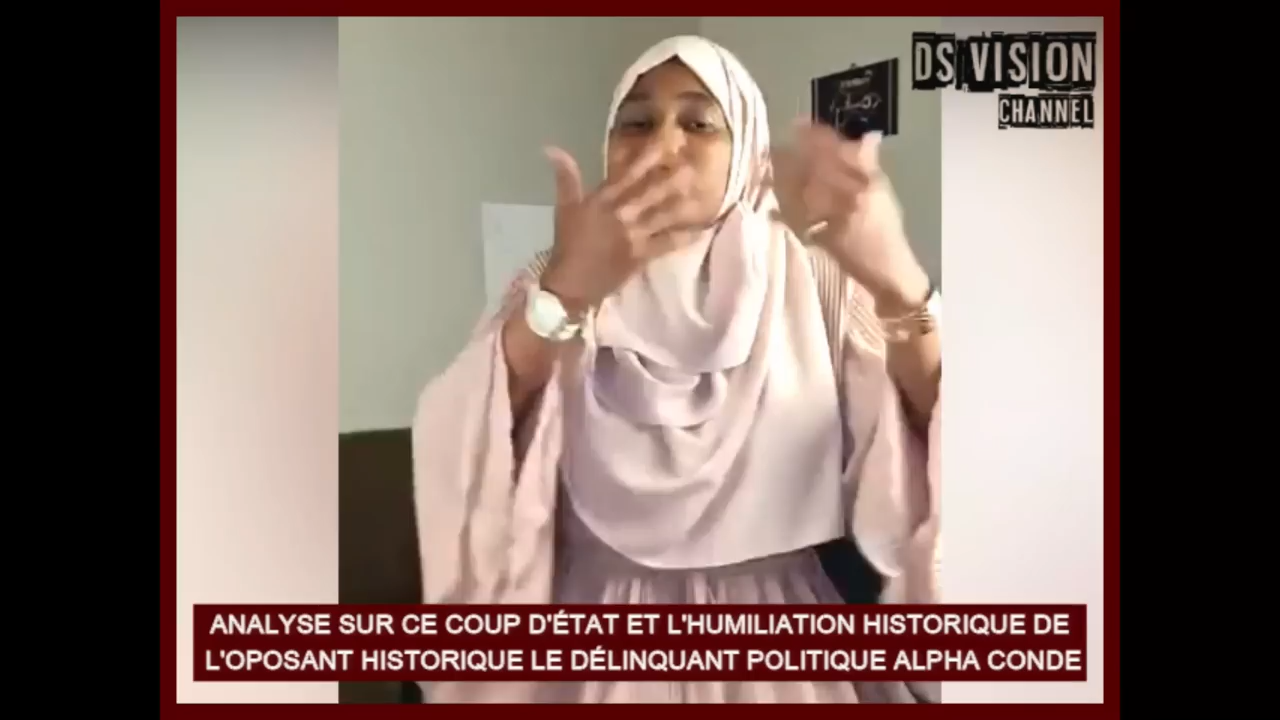 DS VISION
CHANNEL
ANALYSE SUR CE COUP D'ÉTAT ET L'HUMILIATION HISTORIQUE DE
L'OPOSANT HISTORIQUE LE DÉLINQUANT POLITIQUE ALPHA CONDE